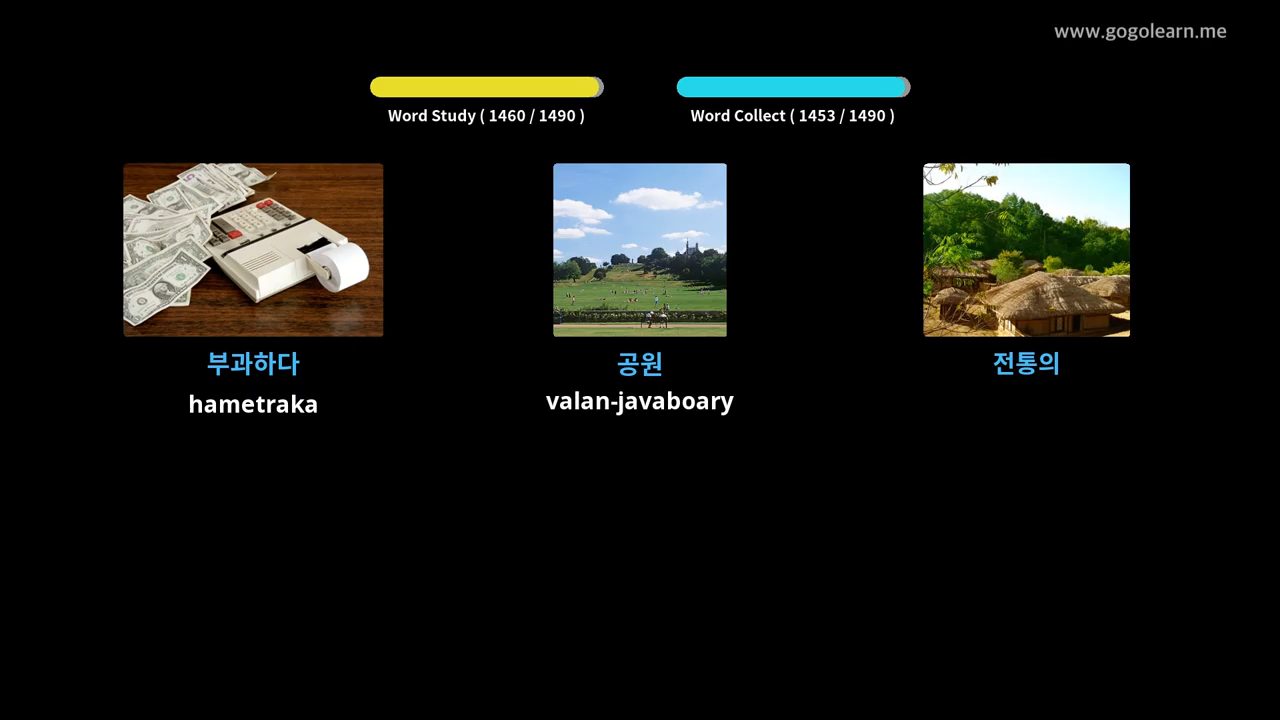 www.gogolearn.me
Word Study ( 1460 / 1490 )
Word Collect ( 1453 / 1490 )
부과하다
hametraka
공원
valan-javaboary
전통의